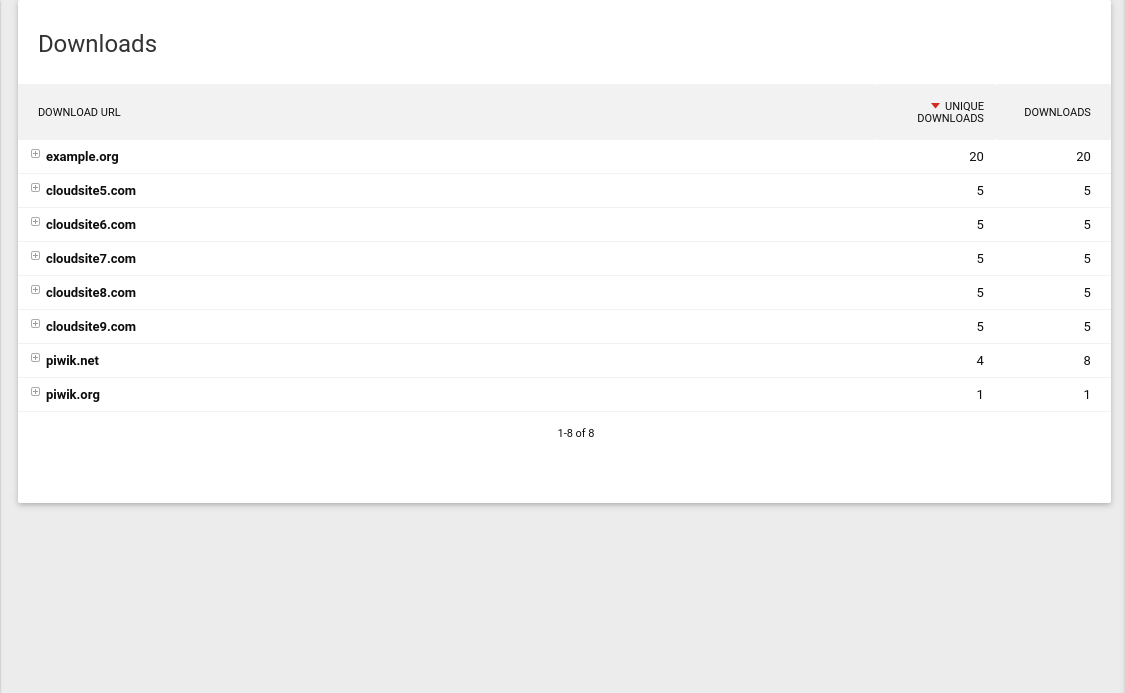 Downloads
DOWNLOAD URL UNIQUE DOWNLOADS DOWNLOADS
example.org 20 20
cloudsite5.com 5 5
cloudsite6.com 5 5
cloudsite7.com 5 5
cloudsite8.com 5 5
cloudsite9.com 5 5
piwik.net 4 8
piwik.org 1 1
1-8 of 8